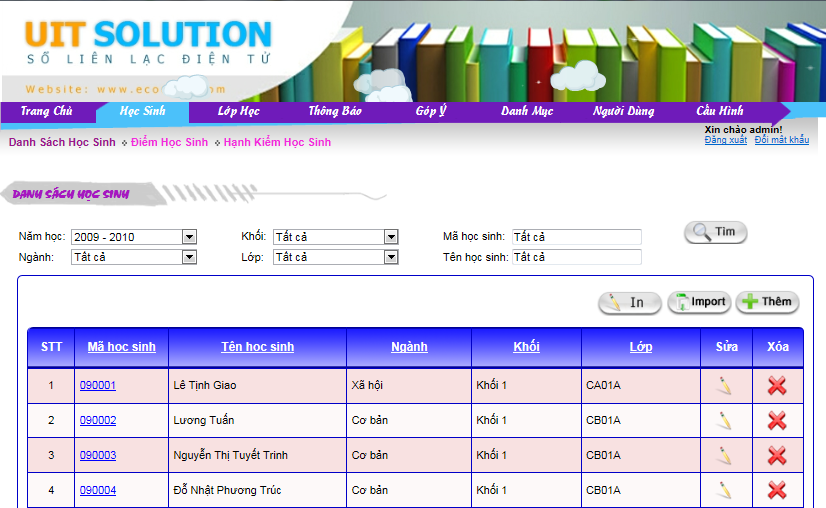 UIT SOLUTION
SỔ LIÊN LẠC ĐIỆN TỬ
Website: www.eco
Trang Chủ Học Sinh Lớp Học Thông Báo Góp Ý Danh Mục Người Dùng Cấu Hình
Xin chào admin!
Đăng xuất Đổi mật khẩu
Danh Sách Học Sinh Điểm Học Sinh Hạnh Kiểm Học Sinh
DANH SÁCH HỌC SINH
Năm học: 2009 - 2010 Khối: Tất cả Mã học sinh: Tất cả Tìm
Ngành: Tất cả Lớp: Tất cả Tên học sinh: Tất cả
In Import Thêm
STT Mã học sinh Tên học sinh Ngành Khối Lớp Sửa Xóa
1 090001 Lê Tịnh Giao Xã hội Khối 1 CA01A
2 090002 Lương Tuấn Cơ bản Khối 1 CB01A
3 090003 Nguyễn Thị Tuyết Trinh Cơ bản Khối 1 CB01A
4 090004 Đỗ Nhật Phương Trúc Cơ bản Khối 1 CB01A